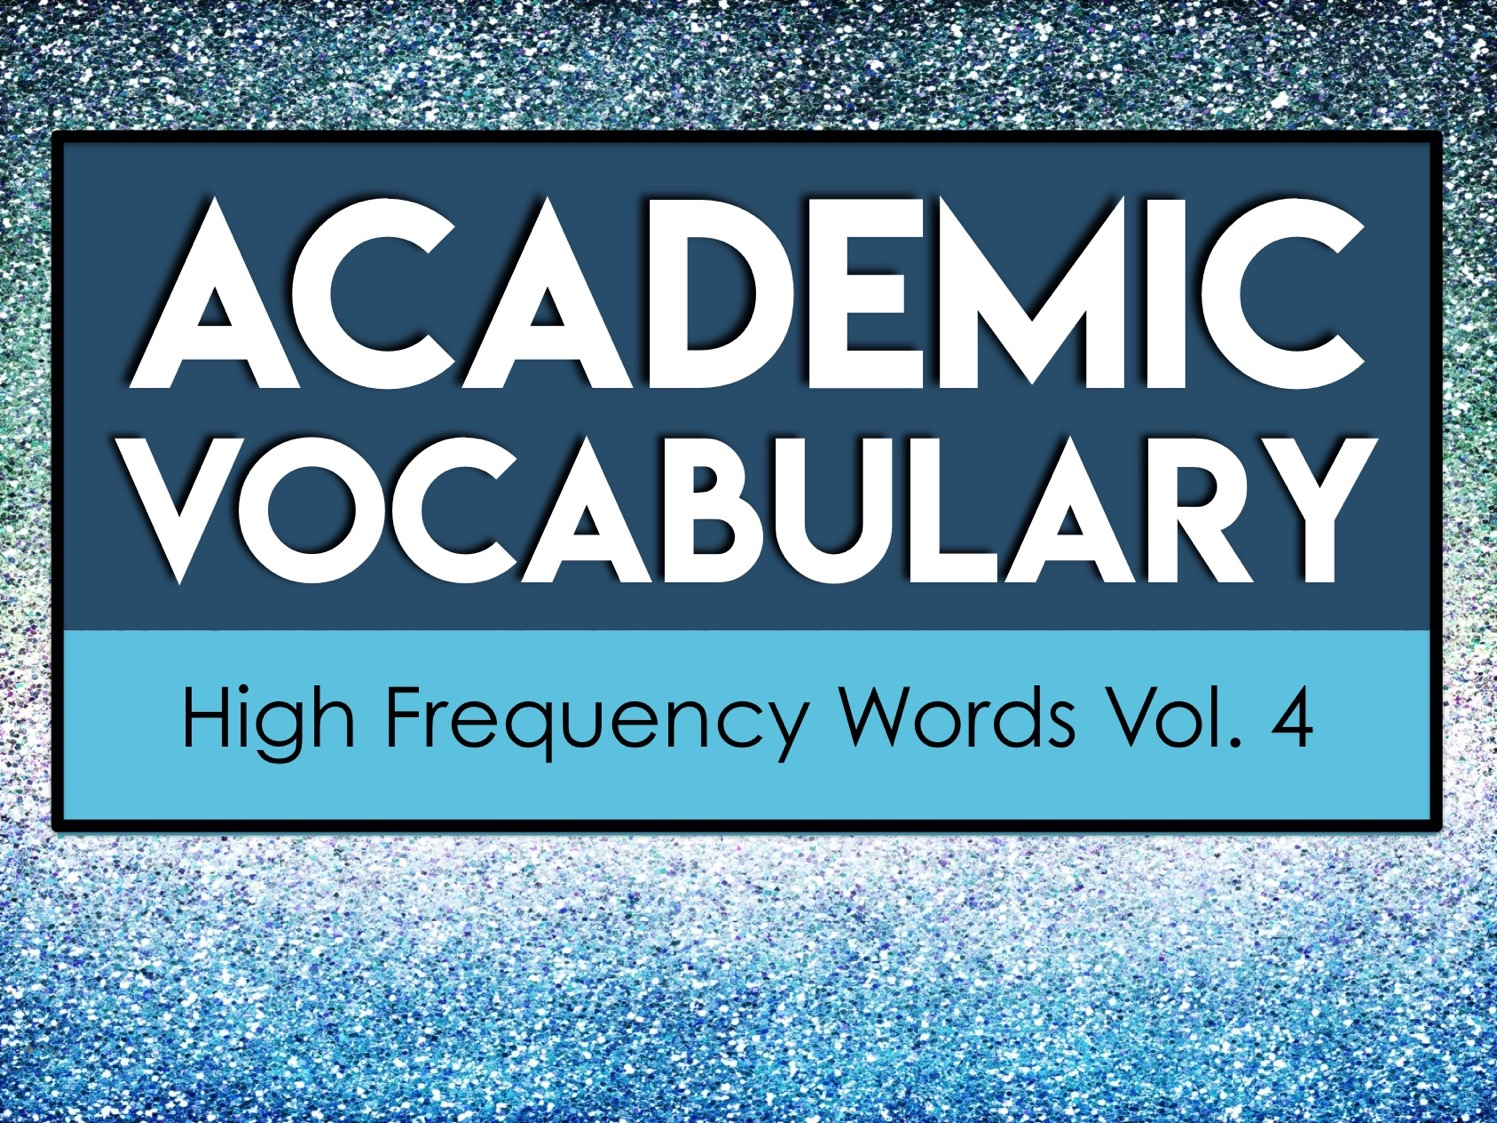 ACADEMIC
VOCABULARY
High Frequency Words Vol. 4